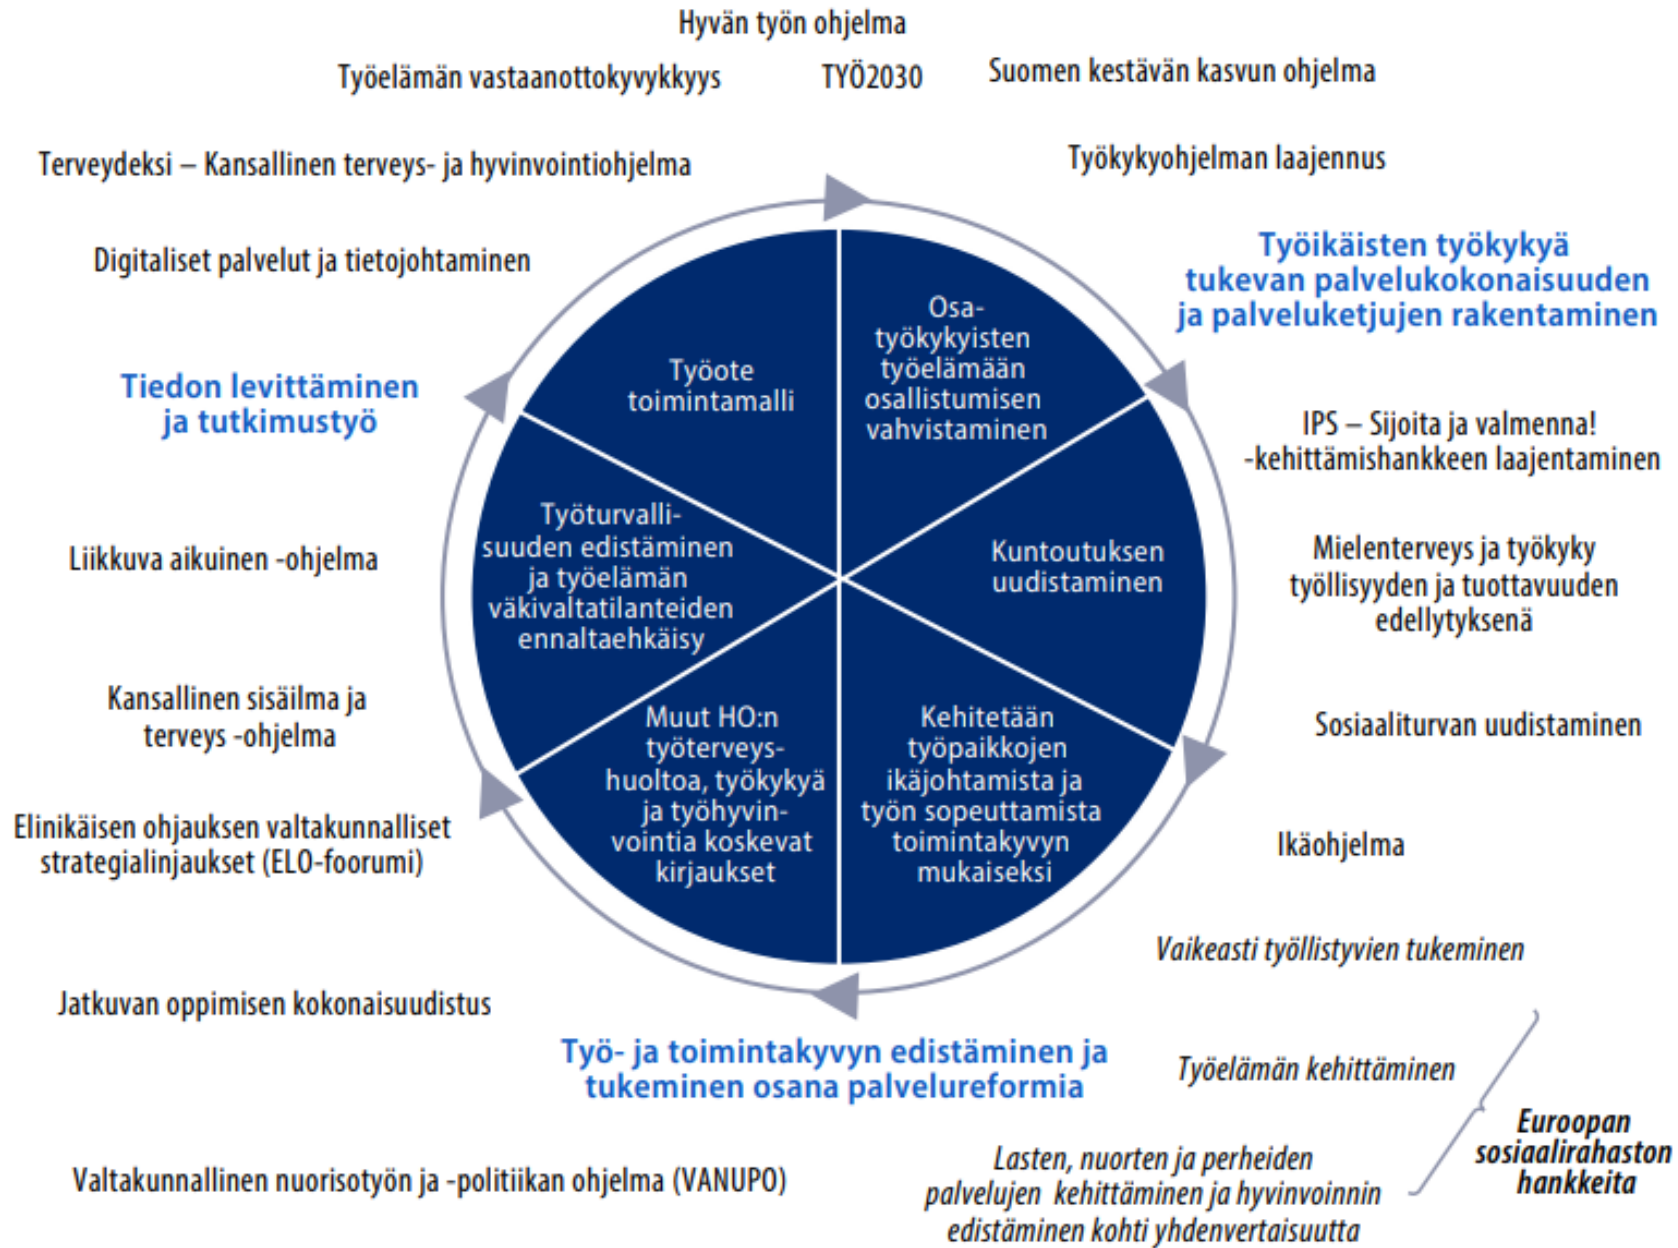 Hyvän työn ohjelma
Työelämän vastaanottokyvykkyys
TYÖ2030
Suomen kestävän kasvun ohjelma
Terveydeksi – Kansallinen terveys- ja hyvinvointiohjelma
Työkykyohjelman laajennus
Digitaliset palvelut ja tietojohtaminen
Työikäisten työkykyä
tukevan palvelukokonaisuuden
ja palveluketjujen rakentaminen
Tiedon levittäminen
ja tutkimustyö
Työote
toimintamalli
Osa-
työkykyisten
työelämään
osallistumisen
vahvistaminen
IPS – Sijoita ja valmenna!
-kehittämishankkeen laajentaminen
Liikkuva aikuinen -ohjelma
Työturvalli-
suuden edistäminen
ja työelämän
väkivaltatilanteiden
ennaltaehkäisy
Kuntoutuksen
uudistaminen
Mielenterveys ja työkyky
työllisyyden ja tuottavuuden
edellytyksenä
Kansallinen sisäilma ja
terveys -ohjelma
Muut HO:n
työterveys-
huoltoa, työkykyä
ja työhyvin-
vointia koskevat
kirjaukset
Kehitetään
työpaikkojen
ikäjohtamista ja
työn sopeuttamista
toimintakyvyn
mukaiseksi
Sosiaaliturvan uudistaminen
Elinikäisen ohjauksen valtakunnalliset
strategialinjaukset (ELO-foorumi)
Ikäohjelma
Vaikeasti työllistyvien tukeminen
Jatkuvan oppimisen kokonaisuudistus
Työ- ja toimintakyvyn edistäminen ja
tukeminen osana palvelureformia
Työelämän kehittäminen
Euroopan
sosiaalirahaston
hankkeita
Valtakunnallinen nuorisotyön ja -politiikan ohjelma (VANUPO)
Lasten, nuorten ja perheiden
palvelujen kehittäminen ja hyvinvoinnin
edistäminen kohti yhdenvertaisuutta